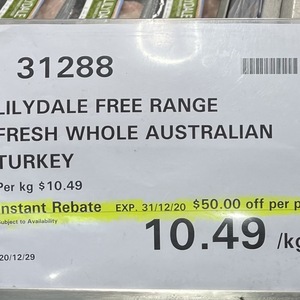 31288
LILYDALE FREE RANGE
FRESH WHOLE AUSTRALIAN
TURKEY
Per kg $10.49
Instant Rebate EXP. 31/12/20 $50.00 off per p
Subject to Availability
10.49 /kg
20/12/29